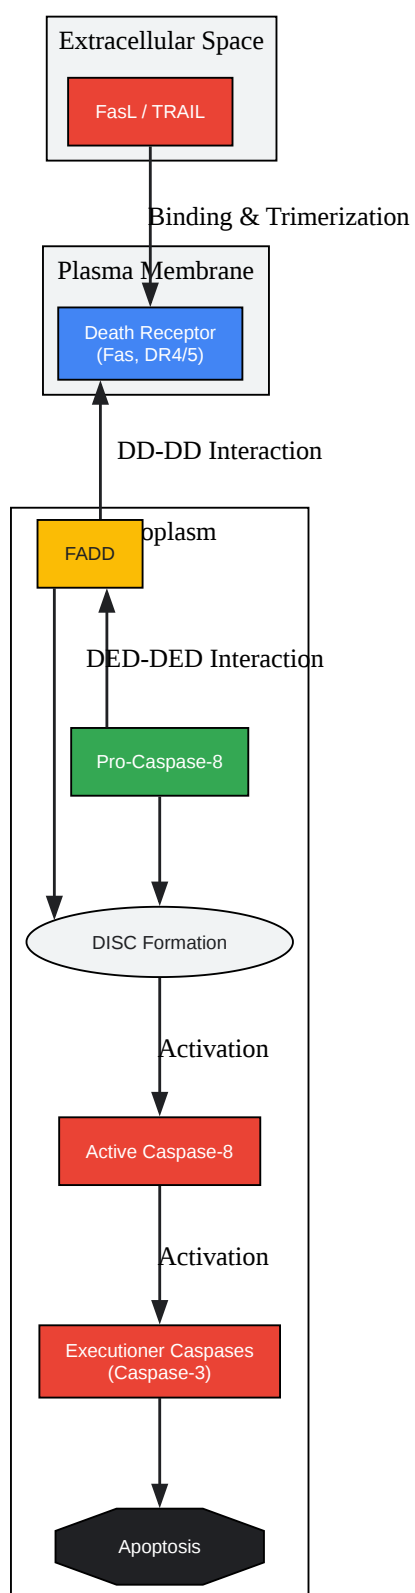 Extracellular Space
FasL / TRAIL
Binding & Trimerization
Plasma Membrane
Death Receptor
(Fas, DR4/5)
DD-DD Interaction
oplasm
FADD
DED-DED Interaction
Pro-Caspase-8
DISC Formation
Activation
Active Caspase-8
Activation
Executioner Caspases
(Caspase-3)
Apoptosis